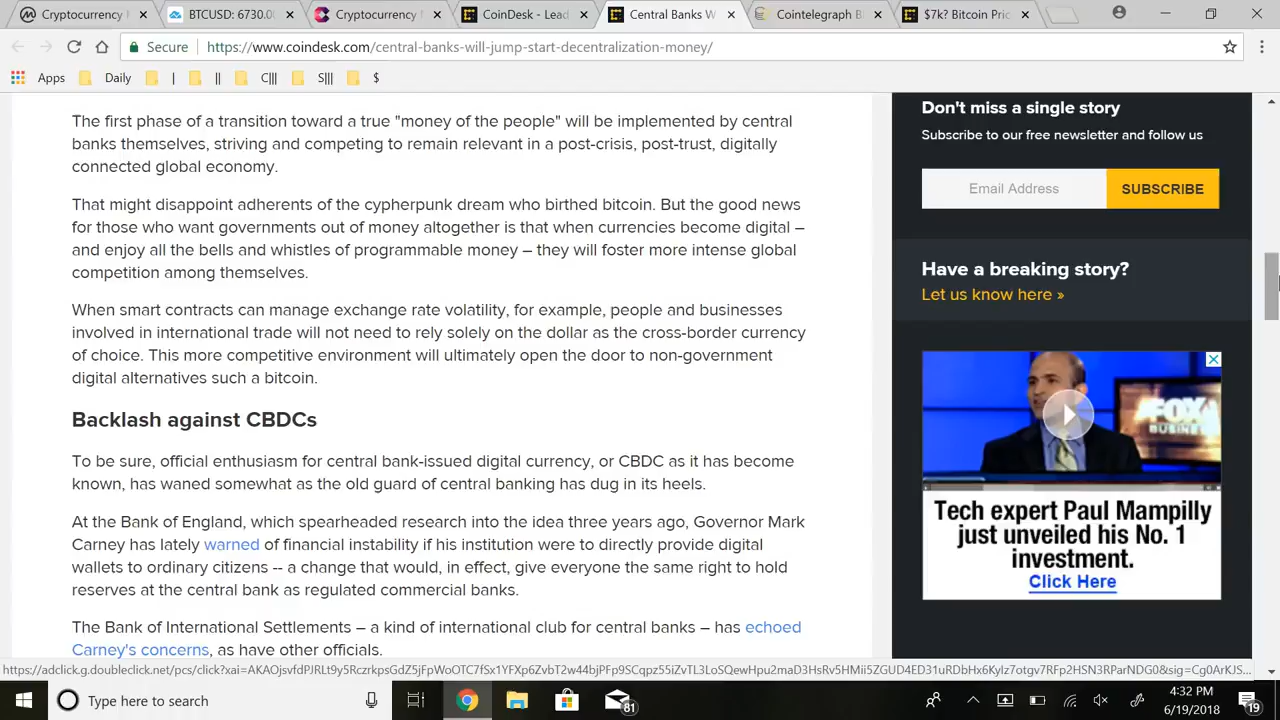 Cryptocurrency M
BTCUSD: 6730.0
Cryptocurrency
CoinDesk - Lead
Central Banks W
Cointelegraph B
$7k? Bitcoin Pric
Secure
https://www.coindesk.com/central-banks-will-jump-start-decentralization-money/
Apps
Daily
|
||
C|||
S|||
$
The first phase of a transition toward a true "money of the people" will be implemented by central
banks themselves, striving and competing to remain relevant in a post-crisis, post-trust, digitally
connected global economy.
That might disappoint adherents of the cypherpunk dream who birthed bitcoin. But the good news
for those who want governments out of money altogether is that when currencies become digital –
and enjoy all the bells and whistles of programmable money – they will foster more intense global
competition among themselves.
When smart contracts can manage exchange rate volatility, for example, people and businesses
involved in international trade will not need to rely solely on the dollar as the cross-border currency
of choice. This more competitive environment will ultimately open the door to non-government
digital alternatives such a bitcoin.
Backlash against CBDCs
To be sure, official enthusiasm for central bank-issued digital currency, or CBDC as it has become
known, has waned somewhat as the old guard of central banking has dug in its heels.
At the Bank of England, which spearheaded research into the idea three years ago, Governor Mark
Carney has lately warned of financial instability if his institution were to directly provide digital
wallets to ordinary citizens -- a change that would, in effect, give everyone the same right to hold
reserves at the central bank as regulated commercial banks.
The Bank of International Settlements – a kind of international club for central banks – has echoed
Carney's concerns, as have other officials.
Don't miss a single story
Subscribe to our free newsletter and follow us
Email Address
SUBSCRIBE
Have a breaking story?
Let us know here »
FOX
BUSINESS
Tech expert Paul Mampilly
just unveiled his No. 1
investment.
Click Here
Type here to search
81
4:32 PM
6/19/2018
19